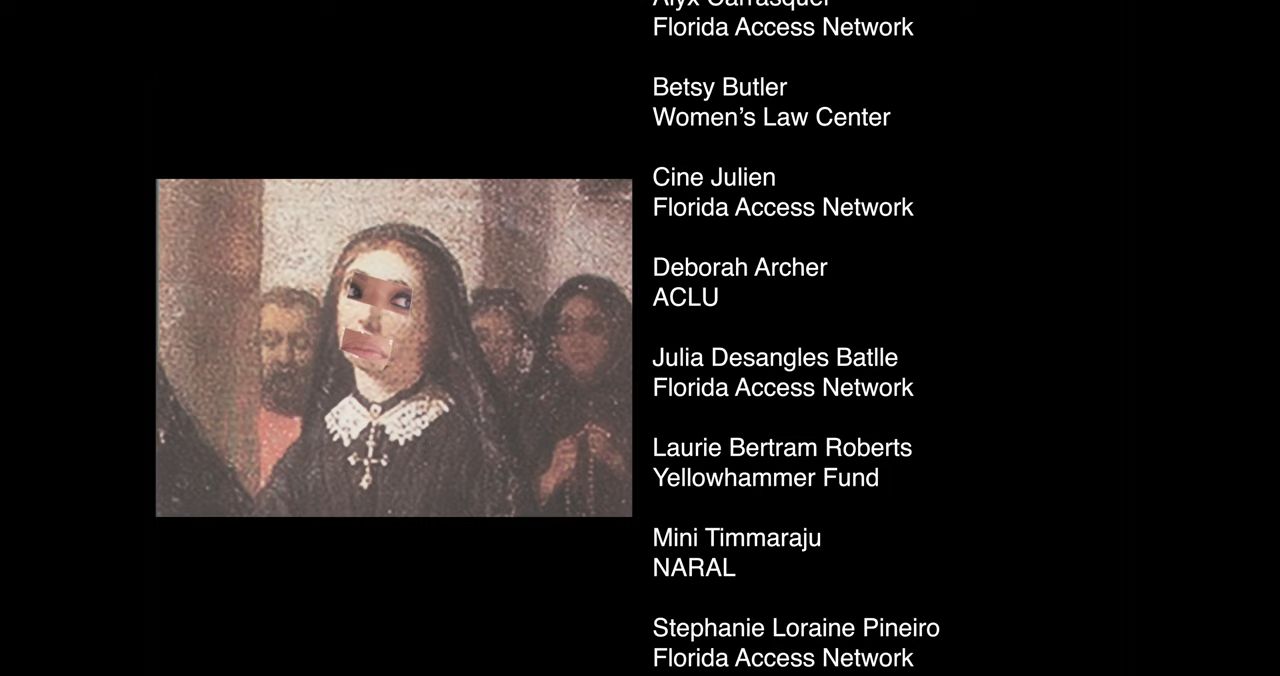 Florida Access Network
Betsy Butler
Women’s Law Center
Cine Julien
Florida Access Network
Deborah Archer
ACLU
Julia Desangles Batlle
Florida Access Network
Laurie Bertram Roberts
Yellowhammer Fund
Mini Timmaraju
NARAL
Stephanie Loraine Pineiro
Florida Access Network